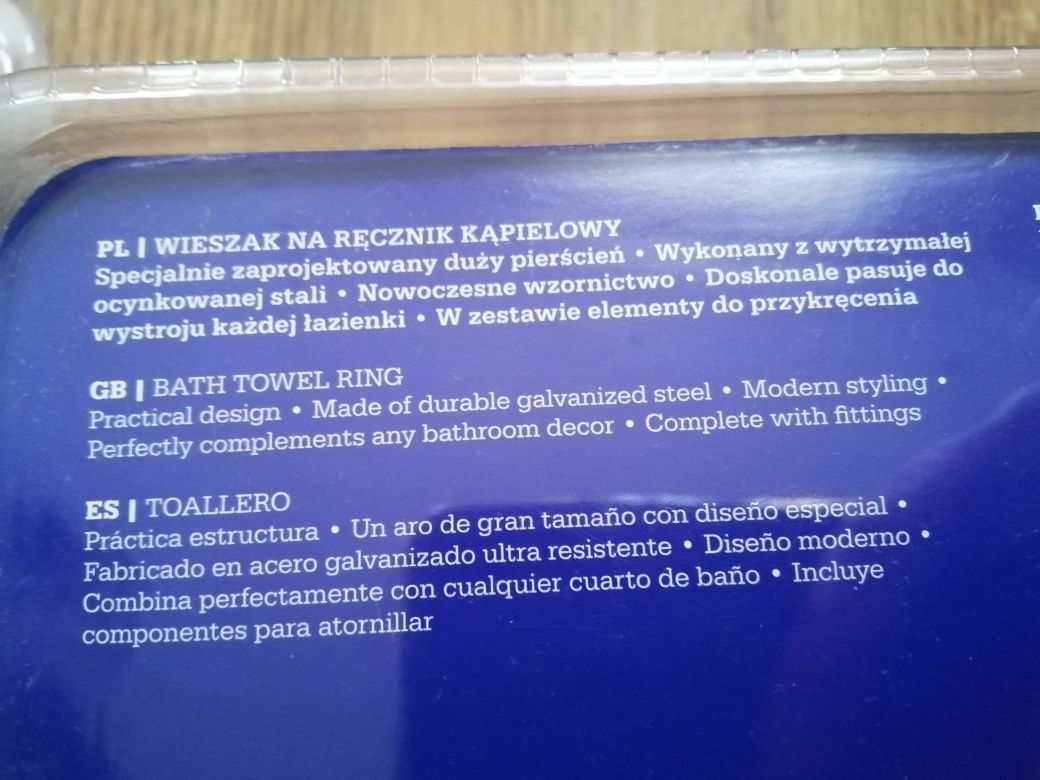 PL | WIESZAK NA RĘCZNIK KĄPIELOWY
Specjalnie zaprojektowany duży pierścień • Wykonany z wytrzymałej
ocynkowanej stali • Nowoczesne wzornictwo • Doskonale pasuje do
wystroju każdej łazienki • W zestawie elementy do przykręcenia
GB | BATH TOWEL RING
Practical design • Made of durable galvanized steel • Modern styling •
Perfectly complements any bathroom decor • Complete with fittings
ES | TOALLERO
Práctica estructura • Un aro de gran tamaño con diseño especial •
Fabricado en acero galvanizado ultra resistente • Diseño moderno •
Combina perfectamente con cualquier cuarto de baño • Incluye
componentes para atornillar